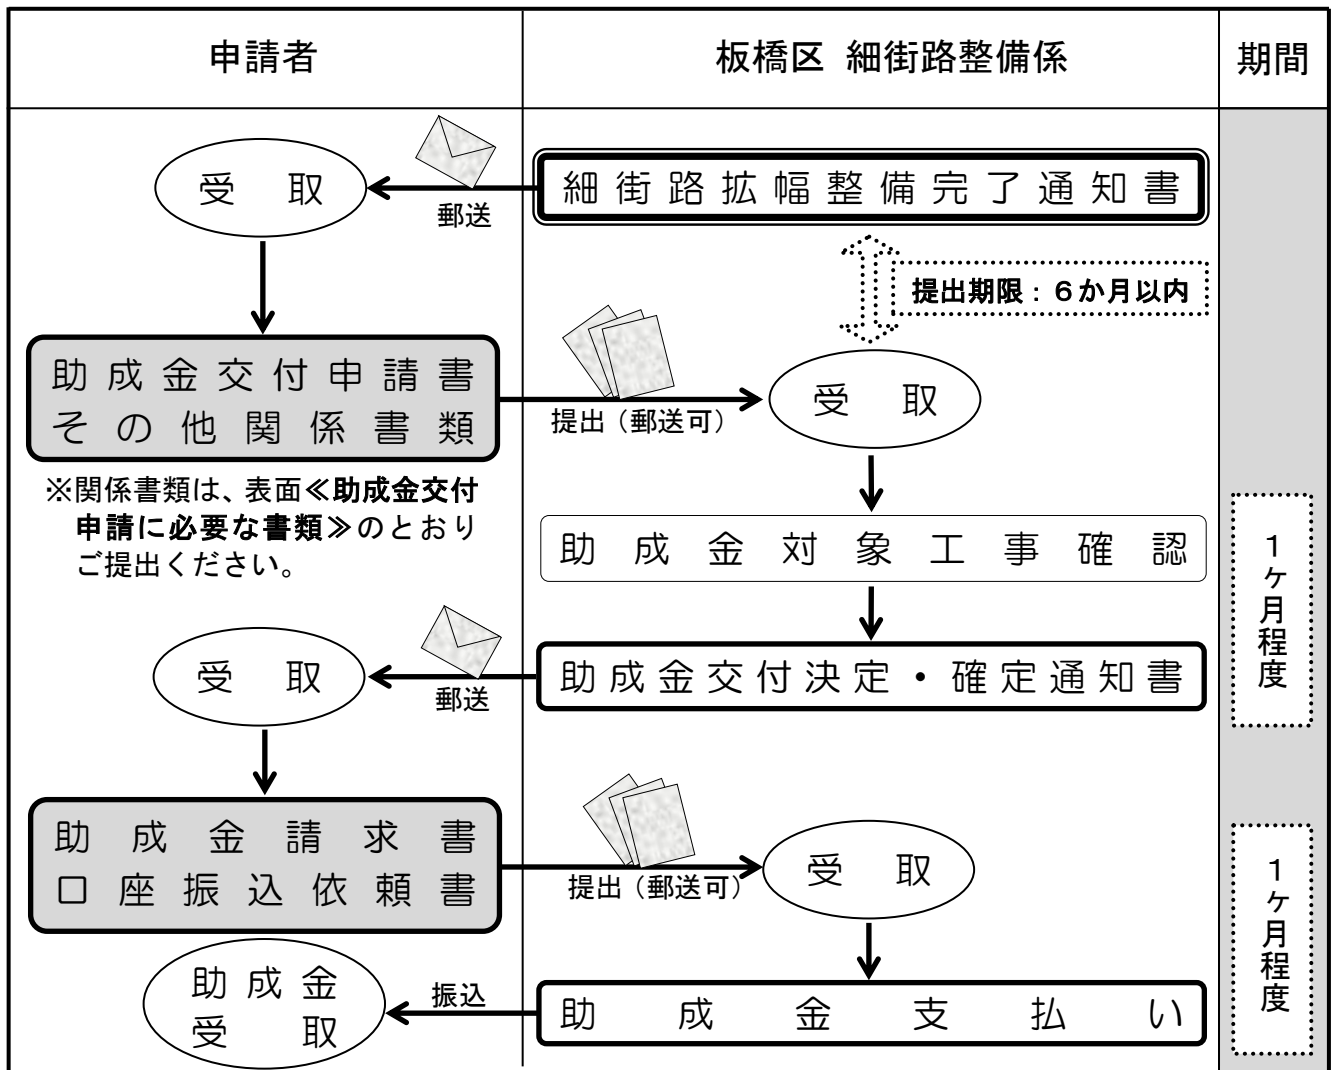 申請者
板橋区 細街路整備係
期間
受 取
郵送
細街路拡幅整備完了通知書
提出期限：６か月以内
助成金交付申請書
その他関係書類
提出（郵送可）
受 取
※関係書類は、表面≪助成金交付
申請に必要な書類≫のとおり
ご提出ください。
助成金対象工事確認
1ヶ月程度
受 取
郵送
助成金交付決定・確定通知書
助成金請求書
口座振込依頼書
提出（郵送可）
受 取
1ヶ月程度
助成金
受 取
振込
助成金支払い